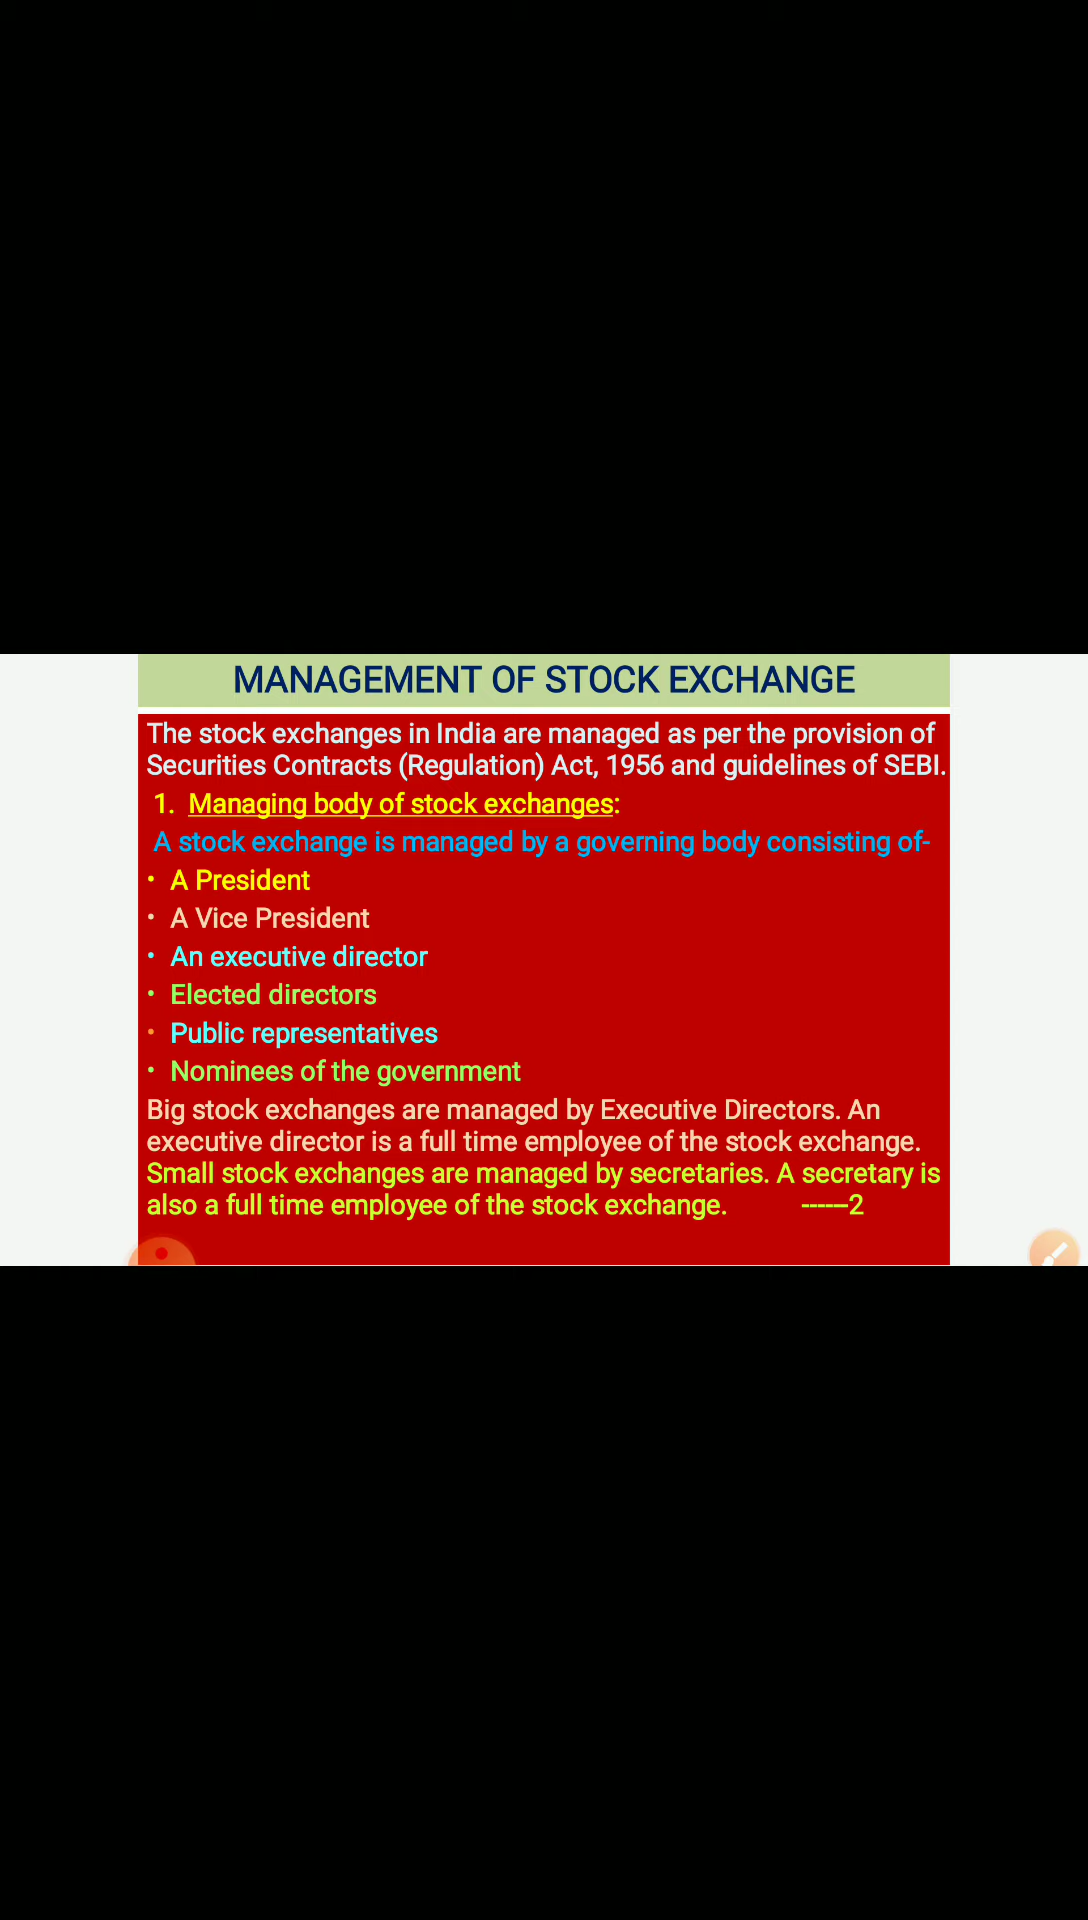 MANAGEMENT OF STOCK EXCHANGE
The stock exchanges in India are managed as per the provision of
Securities Contracts (Regulation) Act, 1956 and guidelines of SEBI.
1. Managing body of stock exchanges:
A stock exchange is managed by a governing body consisting of-
• A President
• A Vice President
• An executive director
• Elected directors
• Public representatives
• Nominees of the government
Big stock exchanges are managed by Executive Directors. An
executive director is a full time employee of the stock exchange.
Small stock exchanges are managed by secretaries. A secretary is
also a full time employee of the stock exchange. ------2